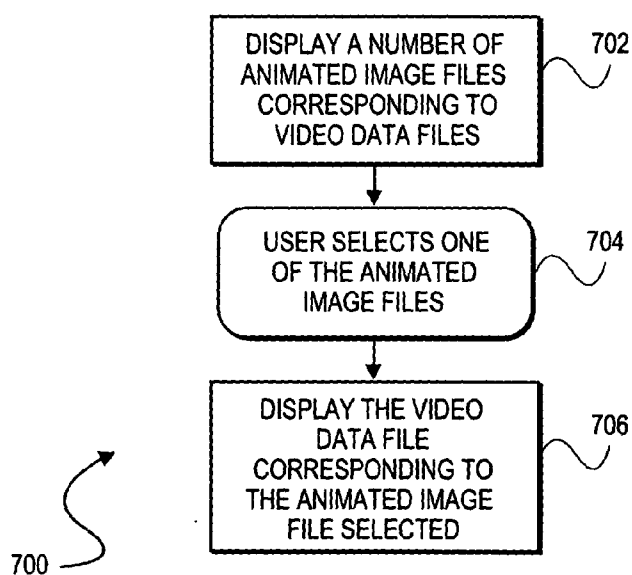 DISPLAY A NUMBER OF
ANIMATED IMAGE FILES
CORRESPONDING TO
VIDEO DATA FILES
702
USER SELECTS ONE
OF THE ANIMATED
IMAGE FILES
704
DISPLAY THE VIDEO
DATA FILE
CORRESPONDING TO
THE ANIMATED IMAGE
FILE SELECTED
706
700